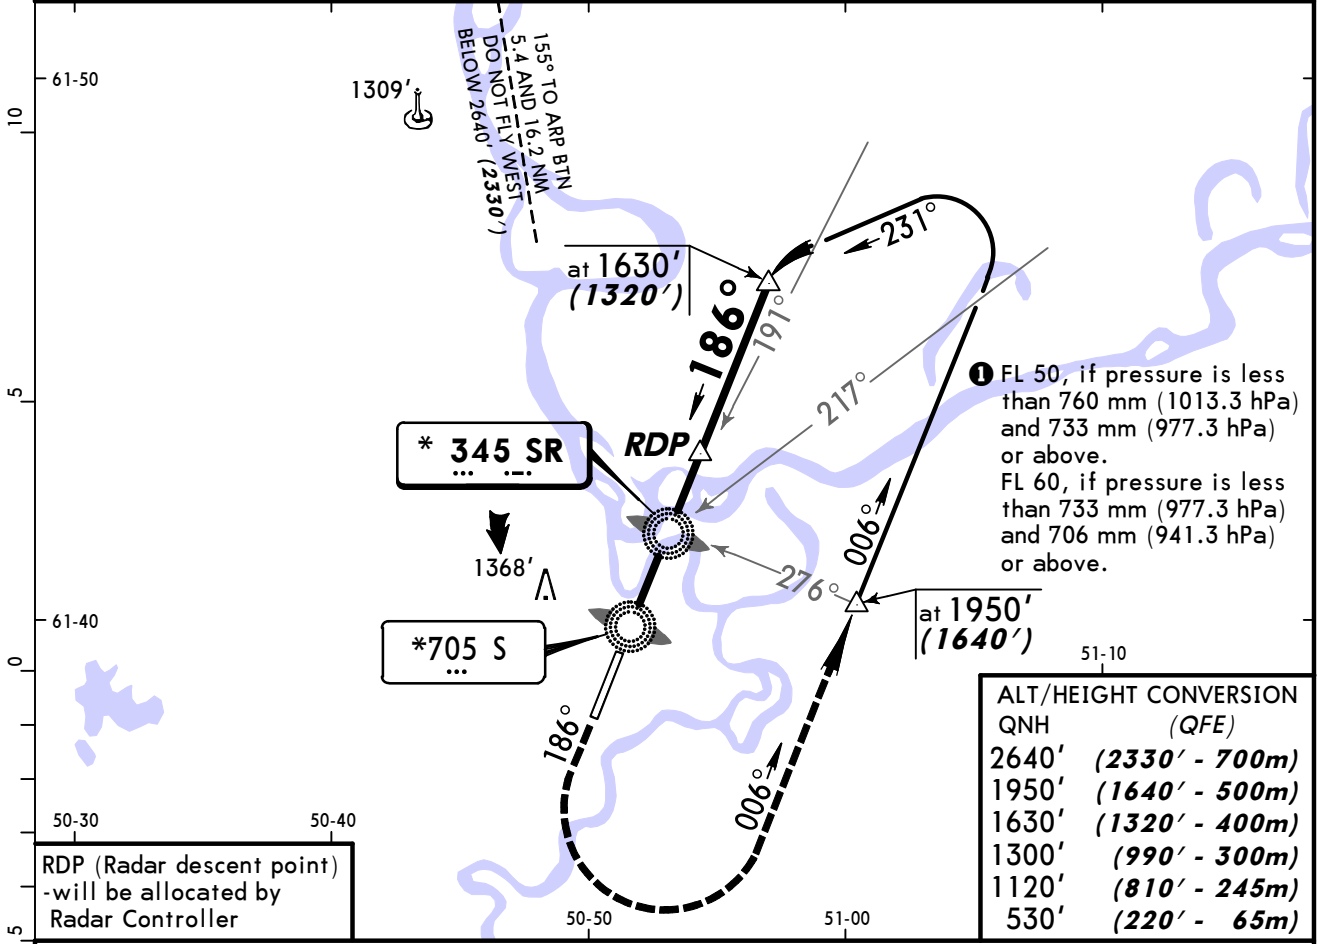 61-50
10
1309'
155° TO ARP BTN
5.4 AND 16.2 NM
DO NOT FLY WEST
BELOW 2640' (2330')
231°
at 1630'
(1320')
186°
191°
217°
5
* 345 SR
RDP
❶ FL 50, if pressure is less
than 760 mm (1013.3 hPa)
and 733 mm (977.3 hPa)
or above.
FL 60, if pressure is less
than 733 mm (977.3 hPa)
and 706 mm (941.3 hPa)
or above.
006°
1368'
276°
at 1950'
(1640')
61-40
*705 S
0
51-10
186°
006°
ALT/HEIGHT CONVERSION
QNH (QFE)
2640' (2330' - 700m)
1950' (1640' - 500m)
1630' (1320' - 400m)
1300' (990' - 300m)
1120' (810' - 245m)
530' (220' - 65m)
50-30
50-40
RDP (Radar descent point)
-will be allocated by
Radar Controller
50-50
51-00
5